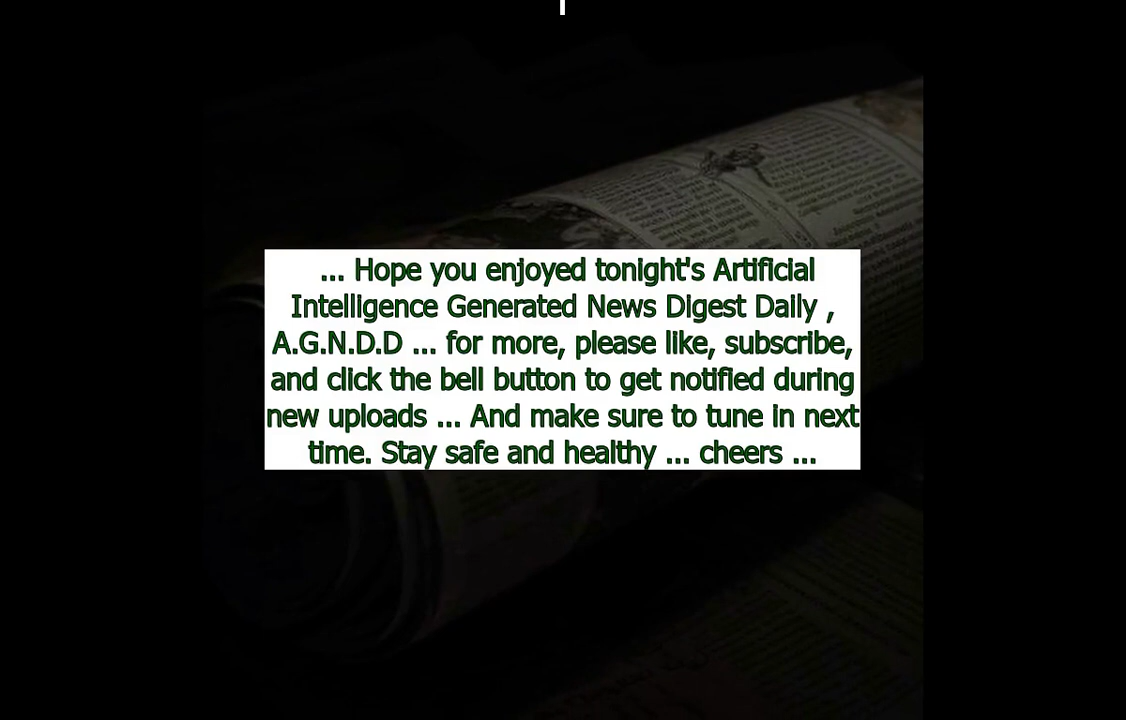 ... Hope you enjoyed tonight's Artificial
Intelligence Generated News Digest Daily ,
A.G.N.D.D ... for more, please like, subscribe,
and click the bell button to get notified during
new uploads ... And make sure to tune in next
time. Stay safe and healthy ... cheers ...